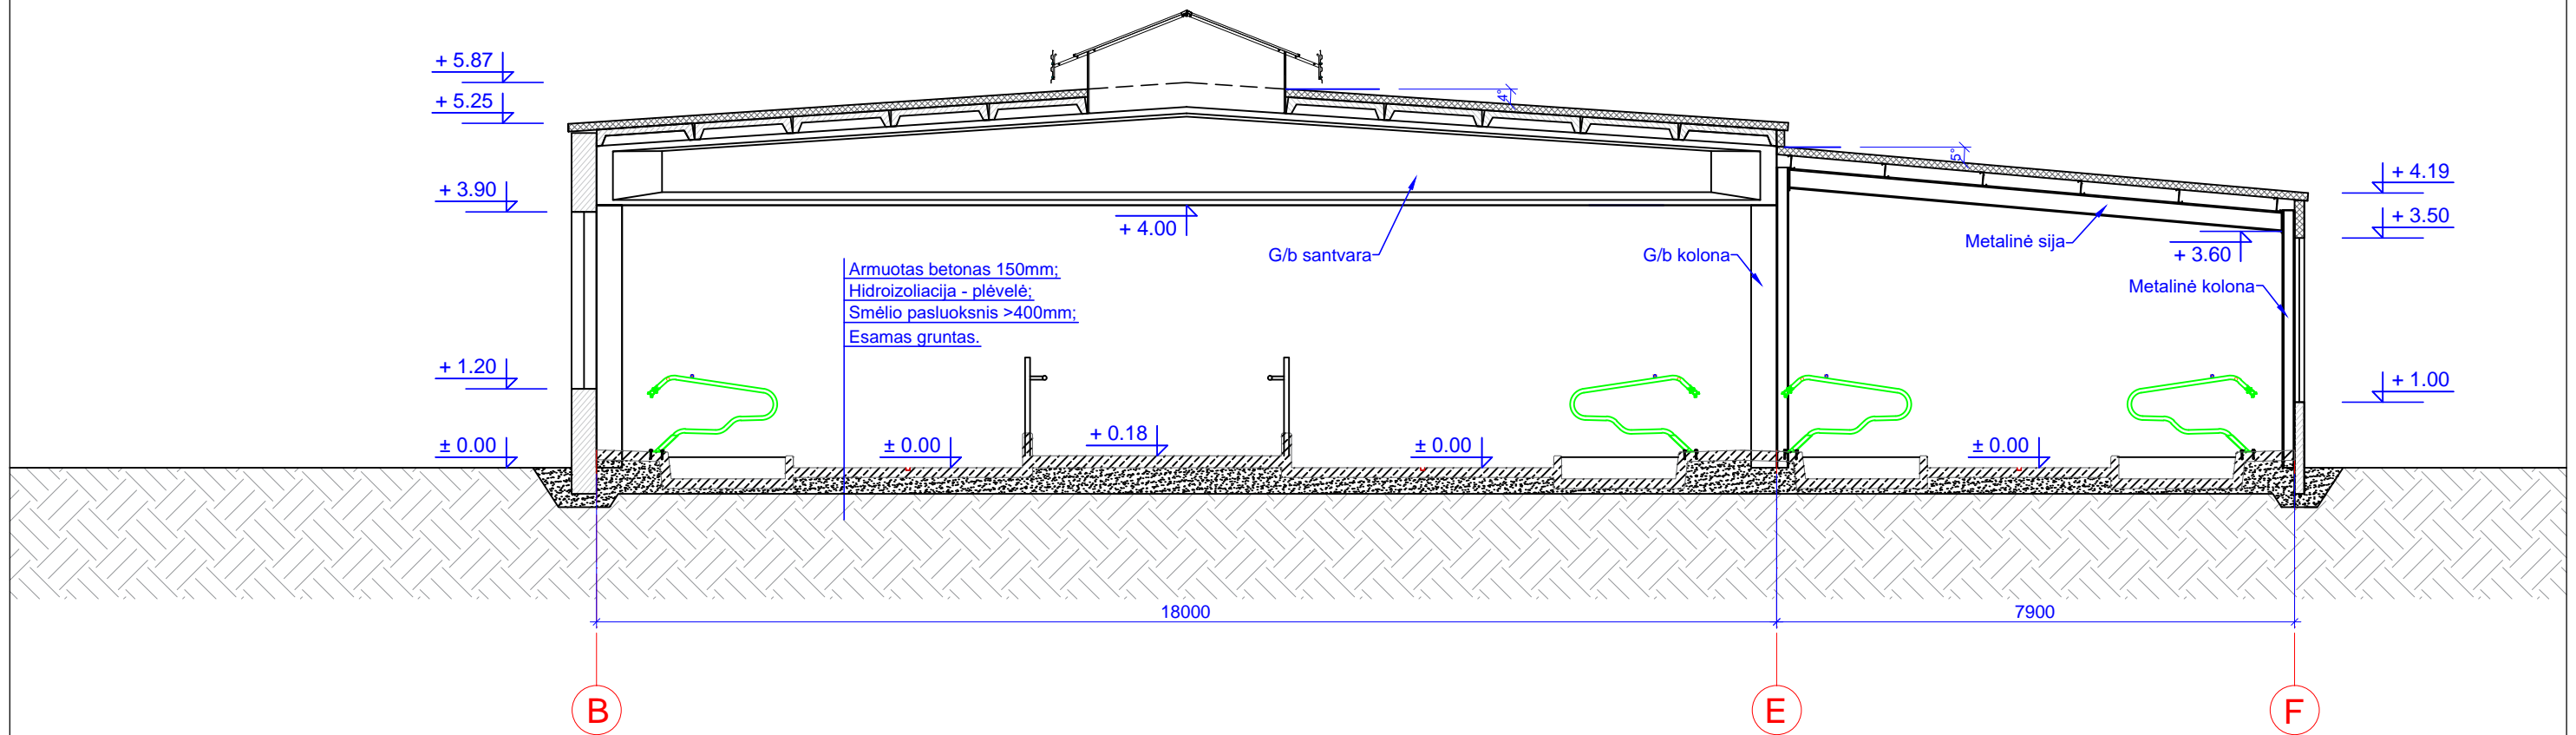 + 5.87
+ 5.25
4°
5°
+ 3.90
+ 4.19
+ 3.50
+ 4.00
G/b santvara
G/b kolona
Metalinė sija
+ 3.60
Metalinė kolona
Armuotas betonas 150mm;
Hidroizoliacija - plėvelė;
Smėlio pasluoksnis >400mm;
Esamas gruntas.
+ 1.20
+ 1.00
± 0.00
± 0.00
+ 0.18
± 0.00
± 0.00
18000
7900
B
E
F